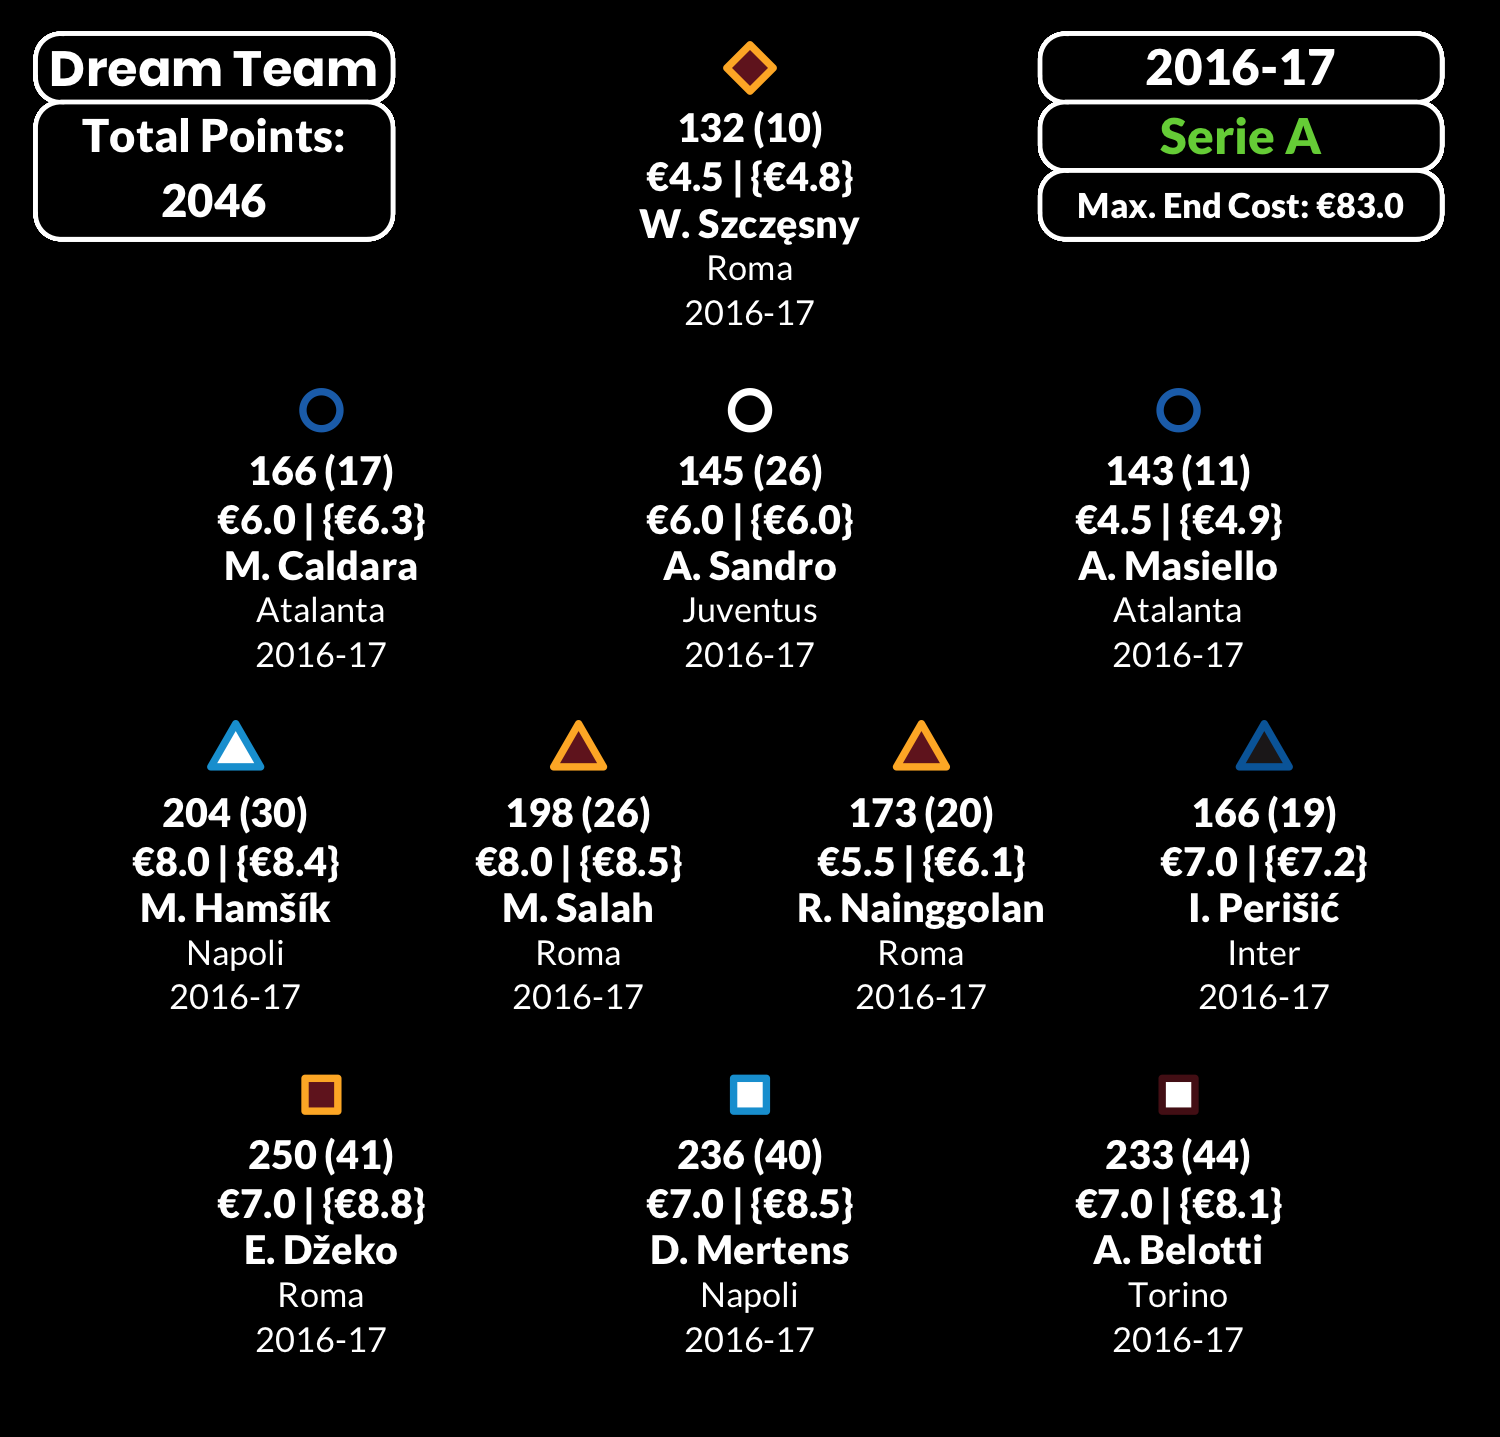 Dream Team
Total Points:
2046
2016-17
Serie A
Max. End Cost: €83.0
132 (10)
€4.5 | {€4.8}
W. Szczęsny
Roma
2016-17
166 (17)
€6.0 | {€6.3}
M. Caldara
Atalanta
2016-17
145 (26)
€6.0 | {€6.0}
A. Sandro
Juventus
2016-17
143 (11)
€4.5 | {€4.9}
A. Masiello
Atalanta
2016-17
204 (30)
€8.0 | {€8.4}
M. Hamšík
Napoli
2016-17
198 (26)
€8.0 | {€8.5}
M. Salah
Roma
2016-17
173 (20)
€5.5 | {€6.1}
R. Nainggolan
Roma
2016-17
166 (19)
€7.0 | {€7.2}
I. Perišić
Inter
2016-17
250 (41)
€7.0 | {€8.8}
E. Džeko
Roma
2016-17
236 (40)
€7.0 | {€8.5}
D. Mertens
Napoli
2016-17
233 (44)
€7.0 | {€8.1}
A. Belotti
Torino
2016-17